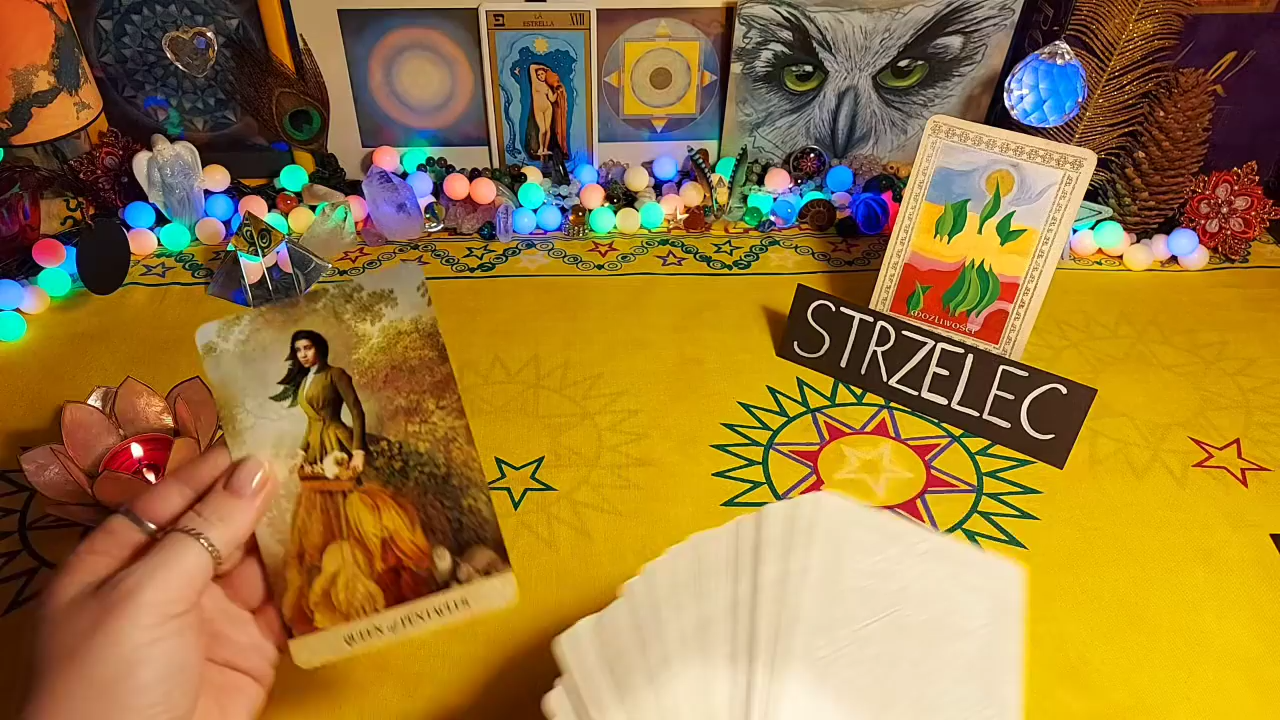 LA
ESTRELLA
XVII
MOŻLIWOŚCI
STRZELEC
QUEEN of PENTACLES